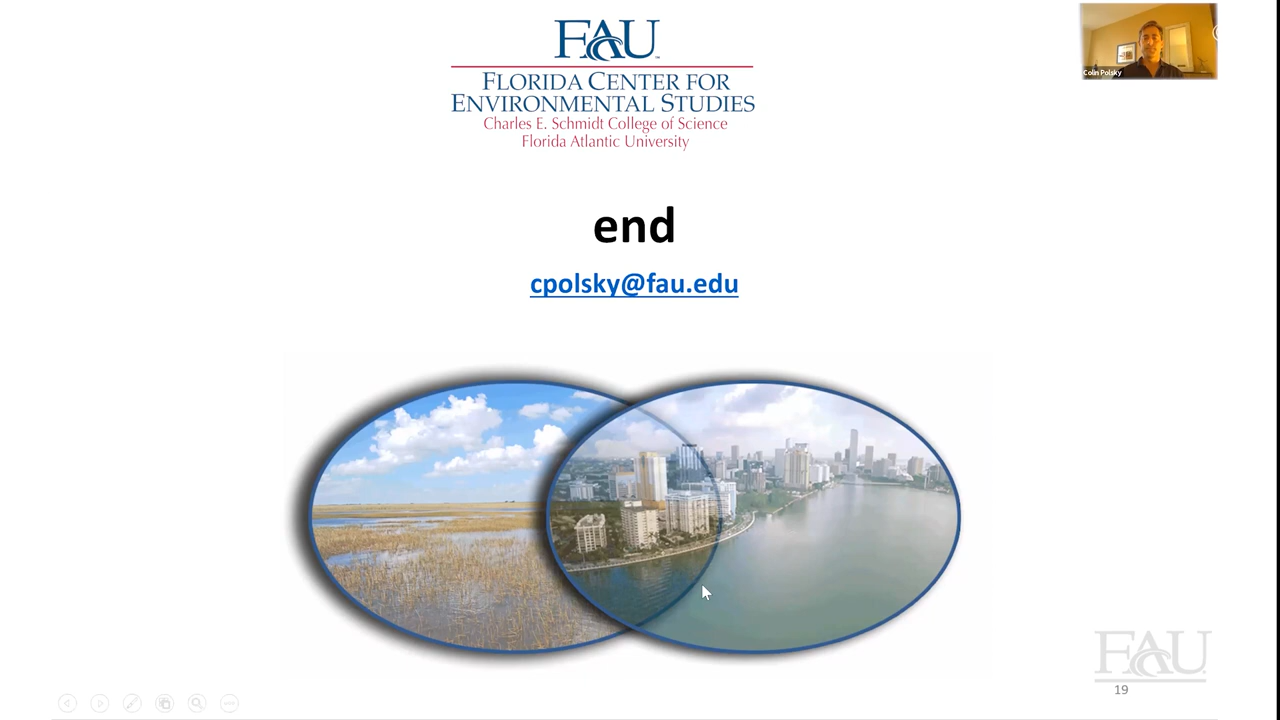 FAU
FLORIDA CENTER FOR
ENVIRONMENTAL STUDIES
Charles E. Schmidt College of Science
Florida Atlantic University
Colin Polsky
end
cpolsky@fau.edu
FAU
19